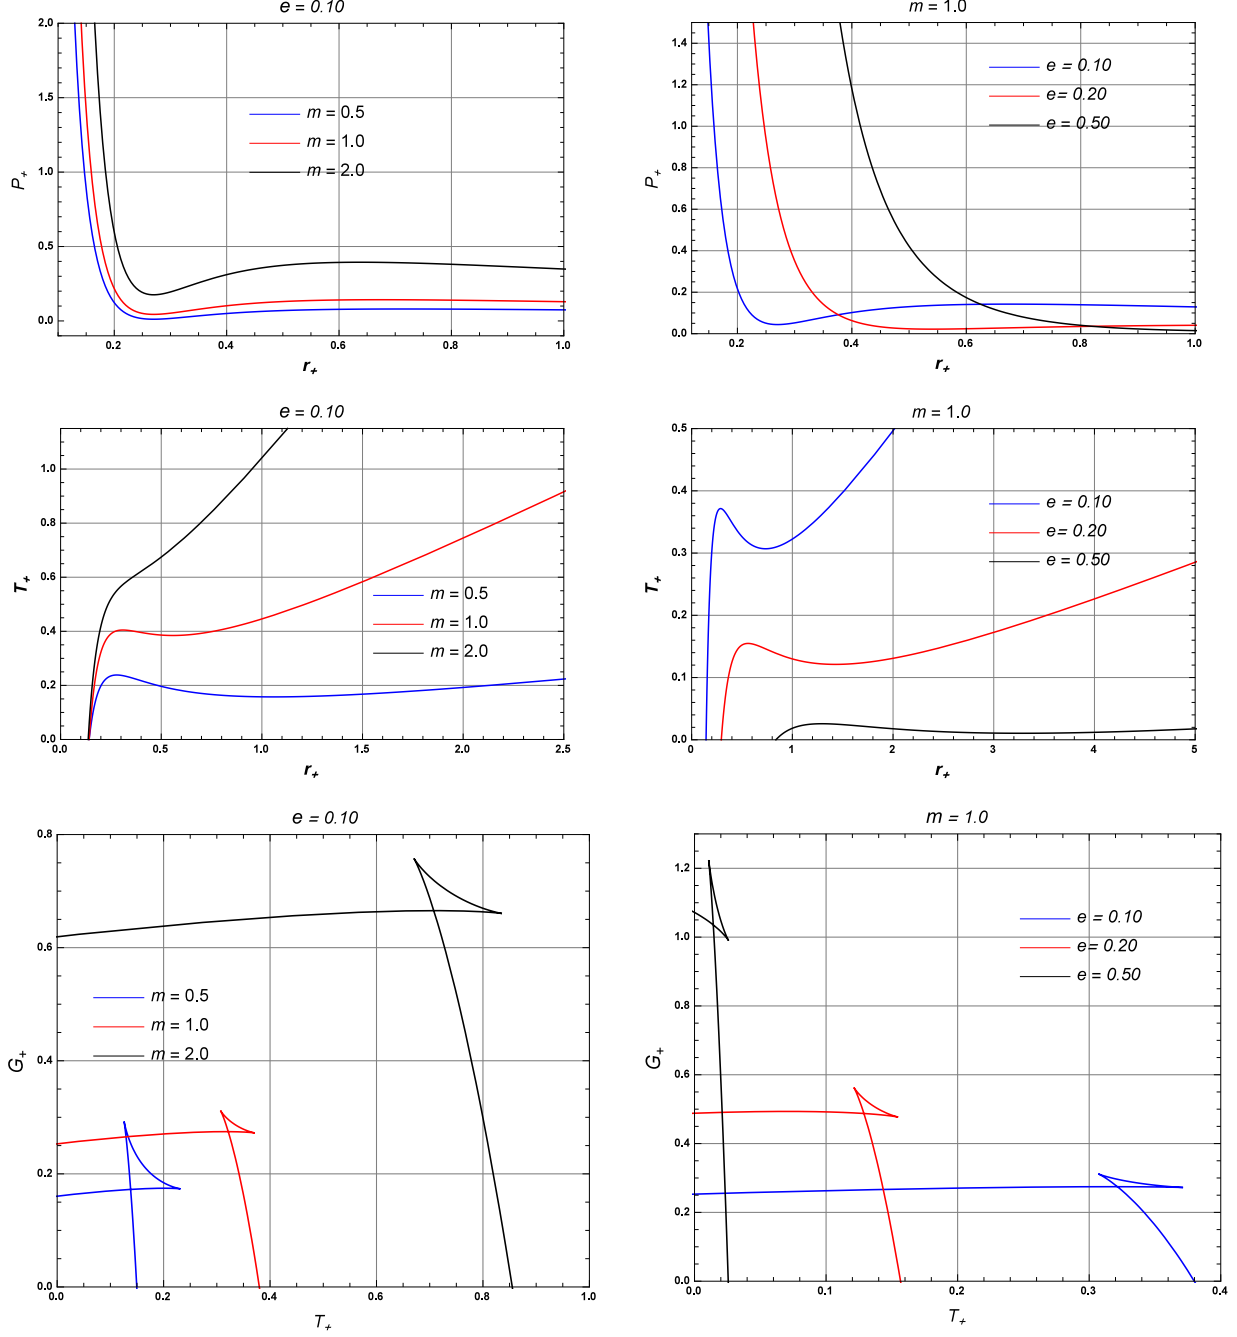 e = 0.10
2.0
1.5
1.0
0.5
0.0
P+
m = 0.5
m = 1.0
m = 2.0
0.2 0.4 0.6 0.8 1.0
r+
m = 1.0
1.4
1.2
1.0
0.8
0.6
0.4
0.2
0.0
P+
e = 0.10
e= 0.20
e = 0.50
0.2 0.4 0.6 0.8 1.0
r+
e = 0.10
1.0
0.8
0.6
0.4
0.2
0.0
T+
m = 0.5
m = 1.0
m = 2.0
0.0 0.5 1.0 1.5 2.0 2.5
r+
m = 1.0
0.5
0.4
0.3
0.2
0.1
0.0
T+
e = 0.10
e= 0.20
e = 0.50
0 1 2 3 4 5
r+
e = 0.10
0.8
0.6
0.4
0.2
0.0
G+
m = 0.5
m = 1.0
m = 2.0
0.0 0.2 0.4 0.6 0.8 1.0
T+
m = 1.0
1.2
1.0
0.8
0.6
0.4
0.2
0.0
G+
e = 0.10
e= 0.20
e = 0.50
0.0 0.1 0.2 0.3 0.4
T+